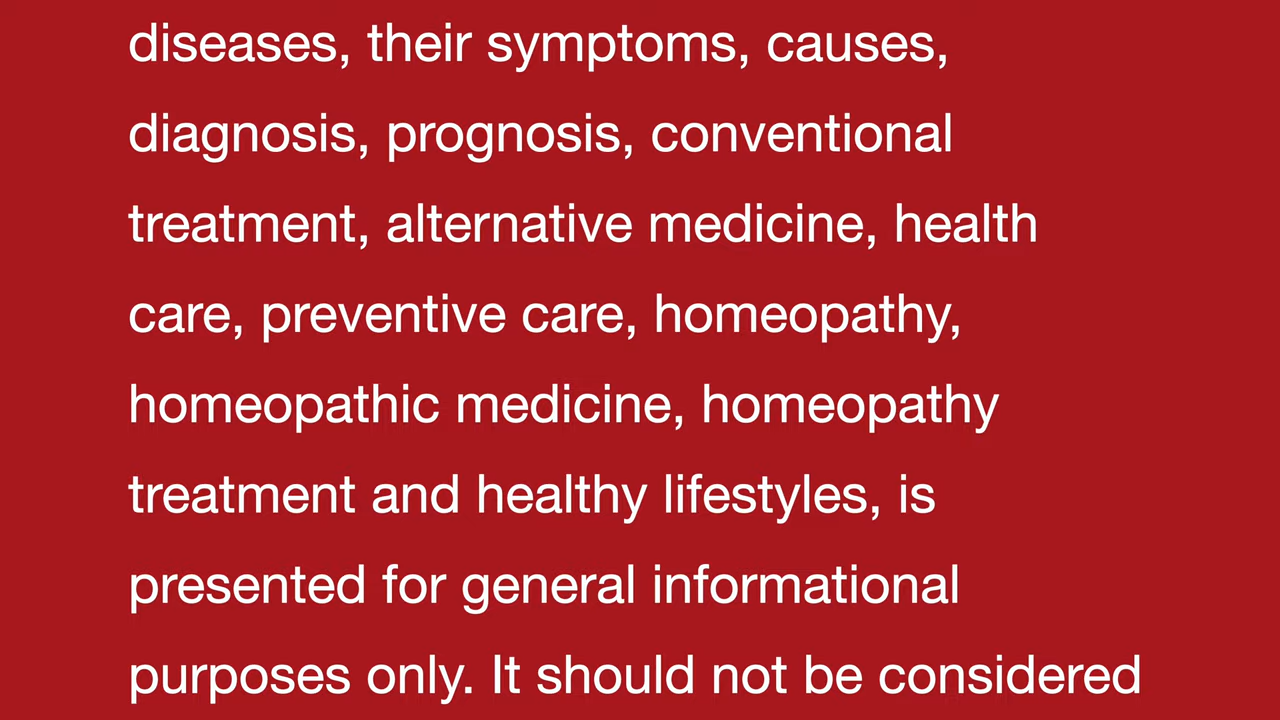 diseases, their symptoms, causes,
diagnosis, prognosis, conventional
treatment, alternative medicine, health
care, preventive care, homeopathy,
homeopathic medicine, homeopathy
treatment and healthy lifestyles, is
presented for general informational
purposes only. It should not be considered